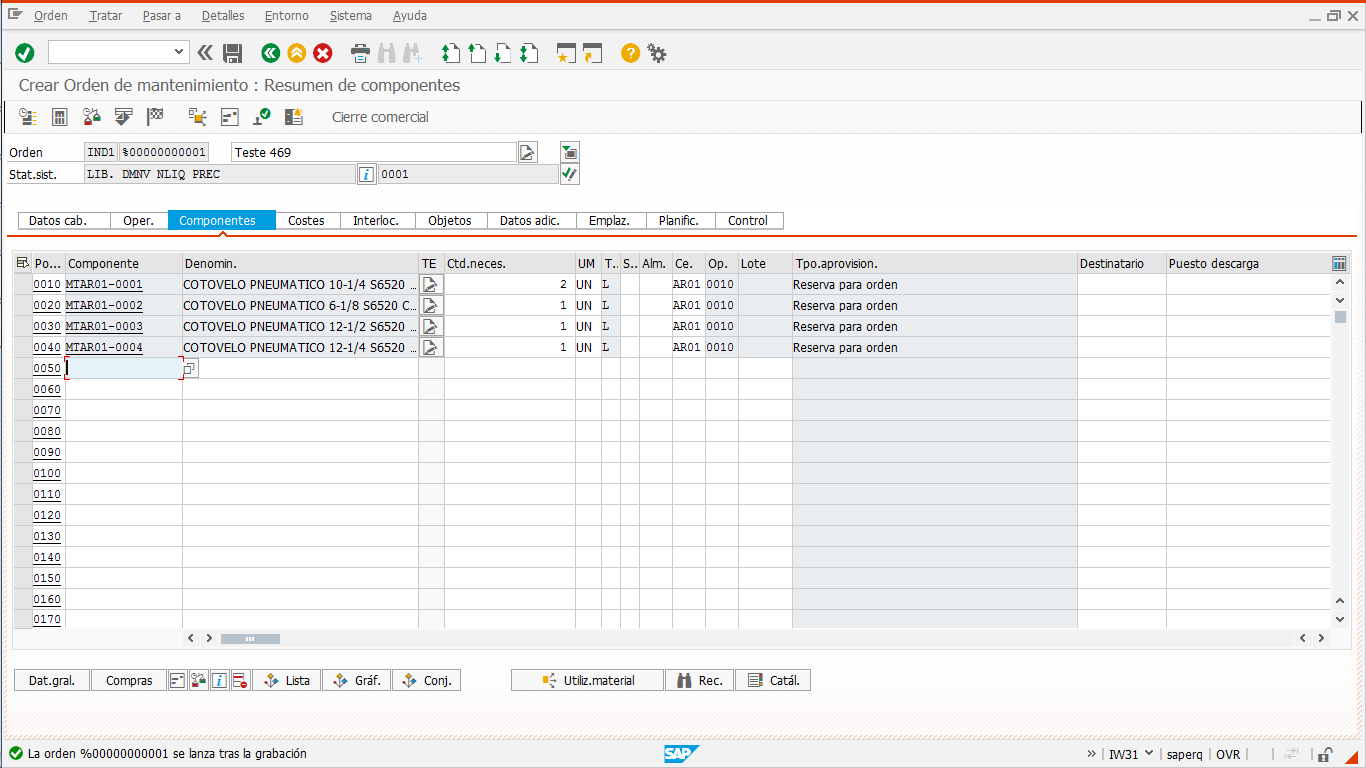 Orden Tratar Pasar a Detalles Entorno Sistema Ayuda
Crear Orden de mantenimiento : Resumen de componentes
Cierre comercial
Orden IND1 %00000000001 Teste 469
Stat.sist. LIB. DMNV NLIQ PREC 0001
Datos cab. Oper. Componentes Costes Interloc. Objetos Datos adic. Emplaz. Planific. Control
Po... Componente Denomin. TE Ctd.neces. UM T.. S.. Alm. Ce. Op. Lote Tpo.aprovision. Destinatario Puesto descarga
0010 MTAR01-0001 COTOVELO PNEUMATICO 10-1/4 S6520 ... 2 UN L AR01 0010 Reserva para orden
0020 MTAR01-0002 COTOVELO PNEUMATICO 6-1/8 S6520 C... 1 UN L AR01 0010 Reserva para orden
0030 MTAR01-0003 COTOVELO PNEUMATICO 12-1/2 S6520 ... 1 UN L AR01 0010 Reserva para orden
0040 MTAR01-0004 COTOVELO PNEUMATICO 12-1/4 S6520 ... 1 UN L AR01 0010 Reserva para orden
0050
0060
0070
0080
0090
0100
0110
0120
0130
0140
0150
0160
0170
Dat.gral. Compras Lista Gráf. Conj. Utiliz.material Rec. Catál.
La orden %00000000001 se lanza tras la grabación SAP IW31 saperq OVR